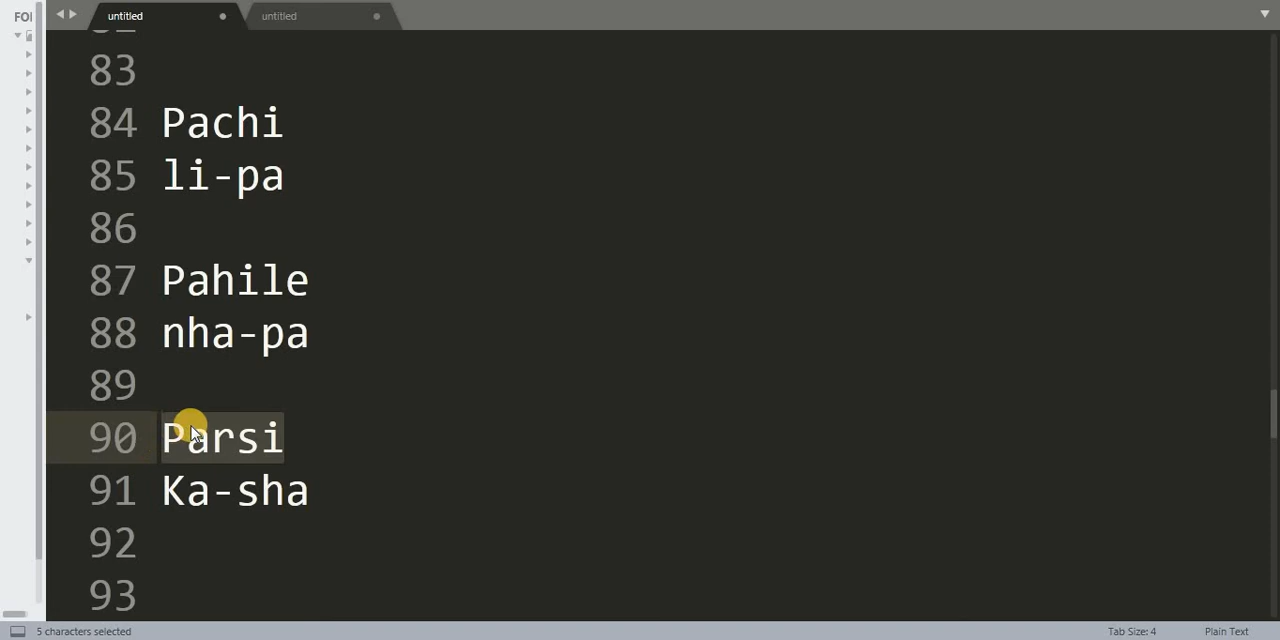 FOI
untitled
untitled
83
84 Pachi
85 li-pa
86
87 Pahile
88 nha-pa
89
90 Parsi
91 Ka-sha
92
93
5 characters selected
Tab Size: 4
Plain Text